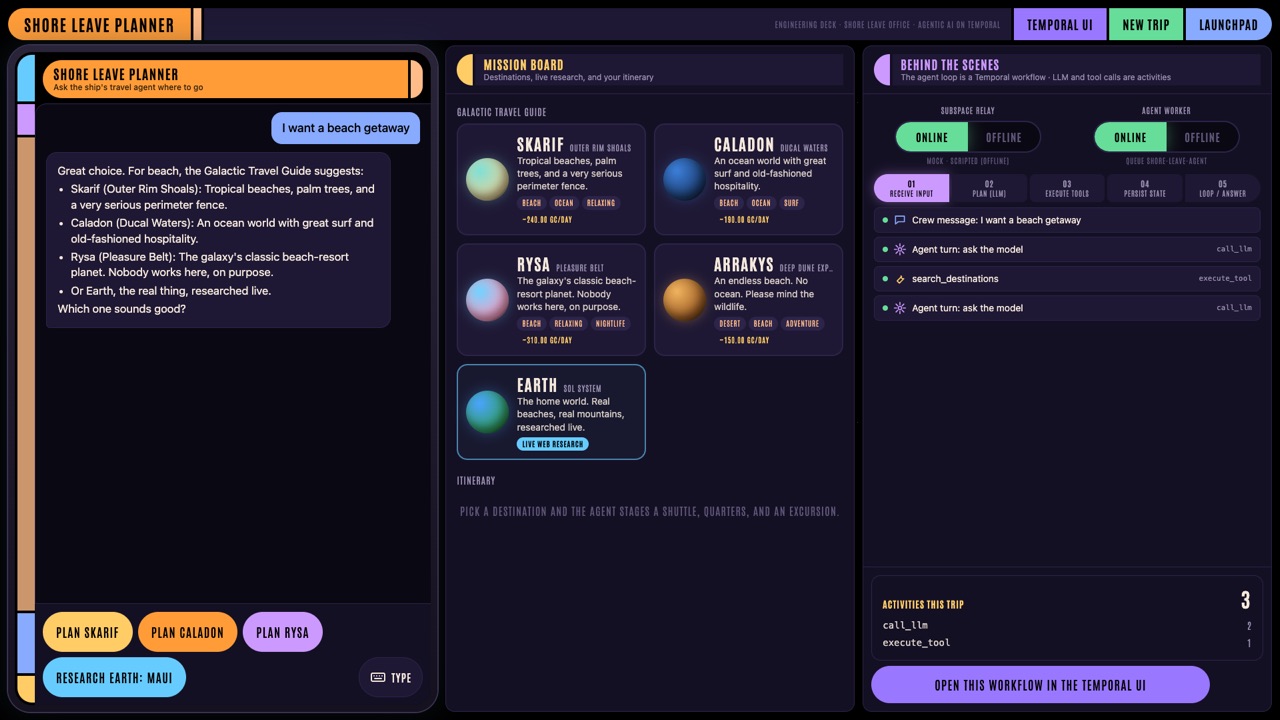 SHORE LEAVE PLANNER
ENGINEERING DECK · SHORE LEAVE OFFICE · AGENTIC AI ON TEMPORAL
TEMPORAL UI
NEW TRIP
LAUNCHPAD
SHORE LEAVE PLANNER
Ask the ship's travel agent where to go
I want a beach getaway
Great choice. For beach, the Galactic Travel Guide suggests:
• Skarif (Outer Rim Shoals): Tropical beaches, palm trees, and
a very serious perimeter fence.
• Caladon (Ducal Waters): An ocean world with great surf and
old-fashioned hospitality.
• Rysa (Pleasure Belt): The galaxy's classic beach-resort
planet. Nobody works here, on purpose.
• Or Earth, the real thing, researched live.
Which one sounds good?
PLAN SKARIF
PLAN CALADON
PLAN RYSA
RESEARCH EARTH: MAUI
TYPE
MISSION BOARD
Destinations, live research, and your itinerary
GALACTIC TRAVEL GUIDE
SKARIF OUTER RIM SHOALS
Tropical beaches, palm
trees, and a very serious
perimeter fence.
BEACH OCEAN RELAXING
~240.00 GC/DAY
CALADON DUCAL WATERS
An ocean world with great
surf and old-fashioned
hospitality.
BEACH OCEAN SURF
~190.00 GC/DAY
RYSA PLEASURE BELT
The galaxy's classic beach-
resort planet. Nobody
works here, on purpose.
BEACH RELAXING NIGHTLIFE
~310.00 GC/DAY
ARRAKYS DEEP DUNE EXP…
An endless beach. No
ocean. Please mind the
wildlife.
DESERT BEACH ADVENTURE
~150.00 GC/DAY
EARTH SOL SYSTEM
The home world. Real
beaches, real mountains,
researched live.
LIVE WEB RESEARCH
ITINERARY
PICK A DESTINATION AND THE AGENT STAGES A SHUTTLE, QUARTERS, AND AN EXCURSION.
BEHIND THE SCENES
The agent loop is a Temporal workflow · LLM and tool calls are activities
SUBSPACE RELAY
ONLINE OFFLINE
MOCK · SCRIPTED (OFFLINE)
AGENT WORKER
ONLINE OFFLINE
QUEUE SHORE-LEAVE-AGENT
01
RECEIVE INPUT
02
PLAN (LLM)
03
EXECUTE TOOLS
04
PERSIST STATE
05
LOOP / ANSWER
Crew message: I want a beach getaway
Agent turn: ask the model call_llm
search_destinations execute_tool
Agent turn: ask the model call_llm
ACTIVITIES THIS TRIP 3
call_llm 2
execute_tool 1
OPEN THIS WORKFLOW IN THE TEMPORAL UI